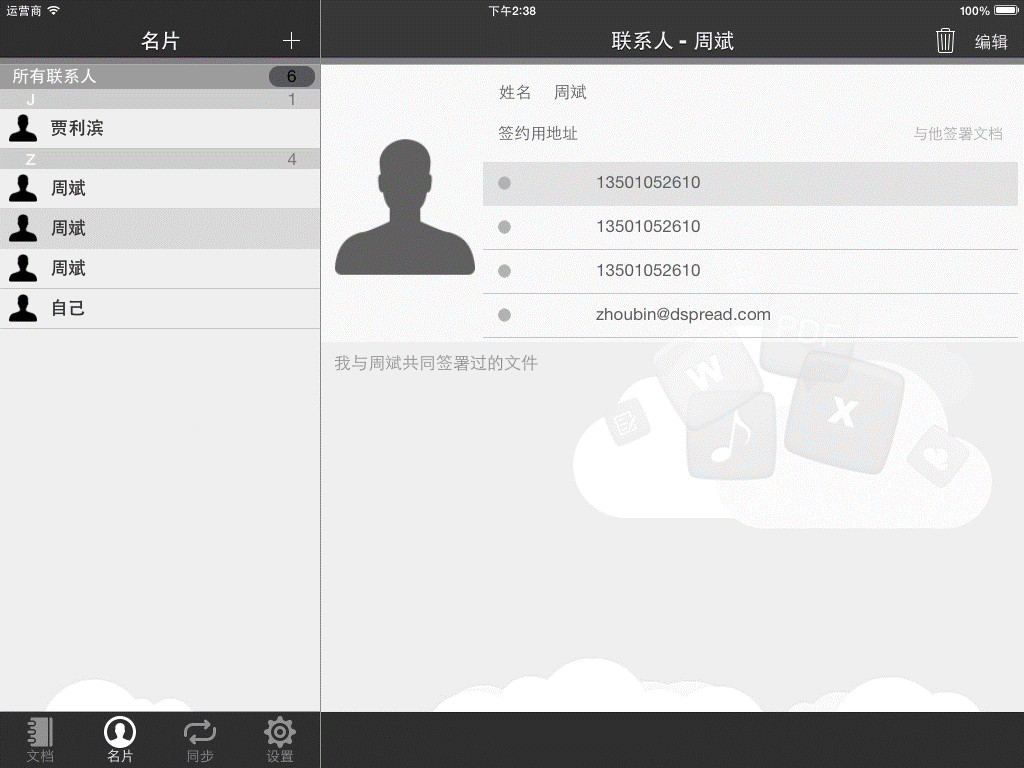 运营商 下午2:38 100%
名片
联系人 - 周斌 编辑
所有联系人 6
J 1
贾利滨
Z 4
周斌
周斌
周斌
自己
姓名 周斌
签约用地址 与他签署文档
13501052610
13501052610
13501052610
zhoubin@dspread.com
PDF
W
X
我与周斌共同签署过的文件
文档 名片 同步 设置